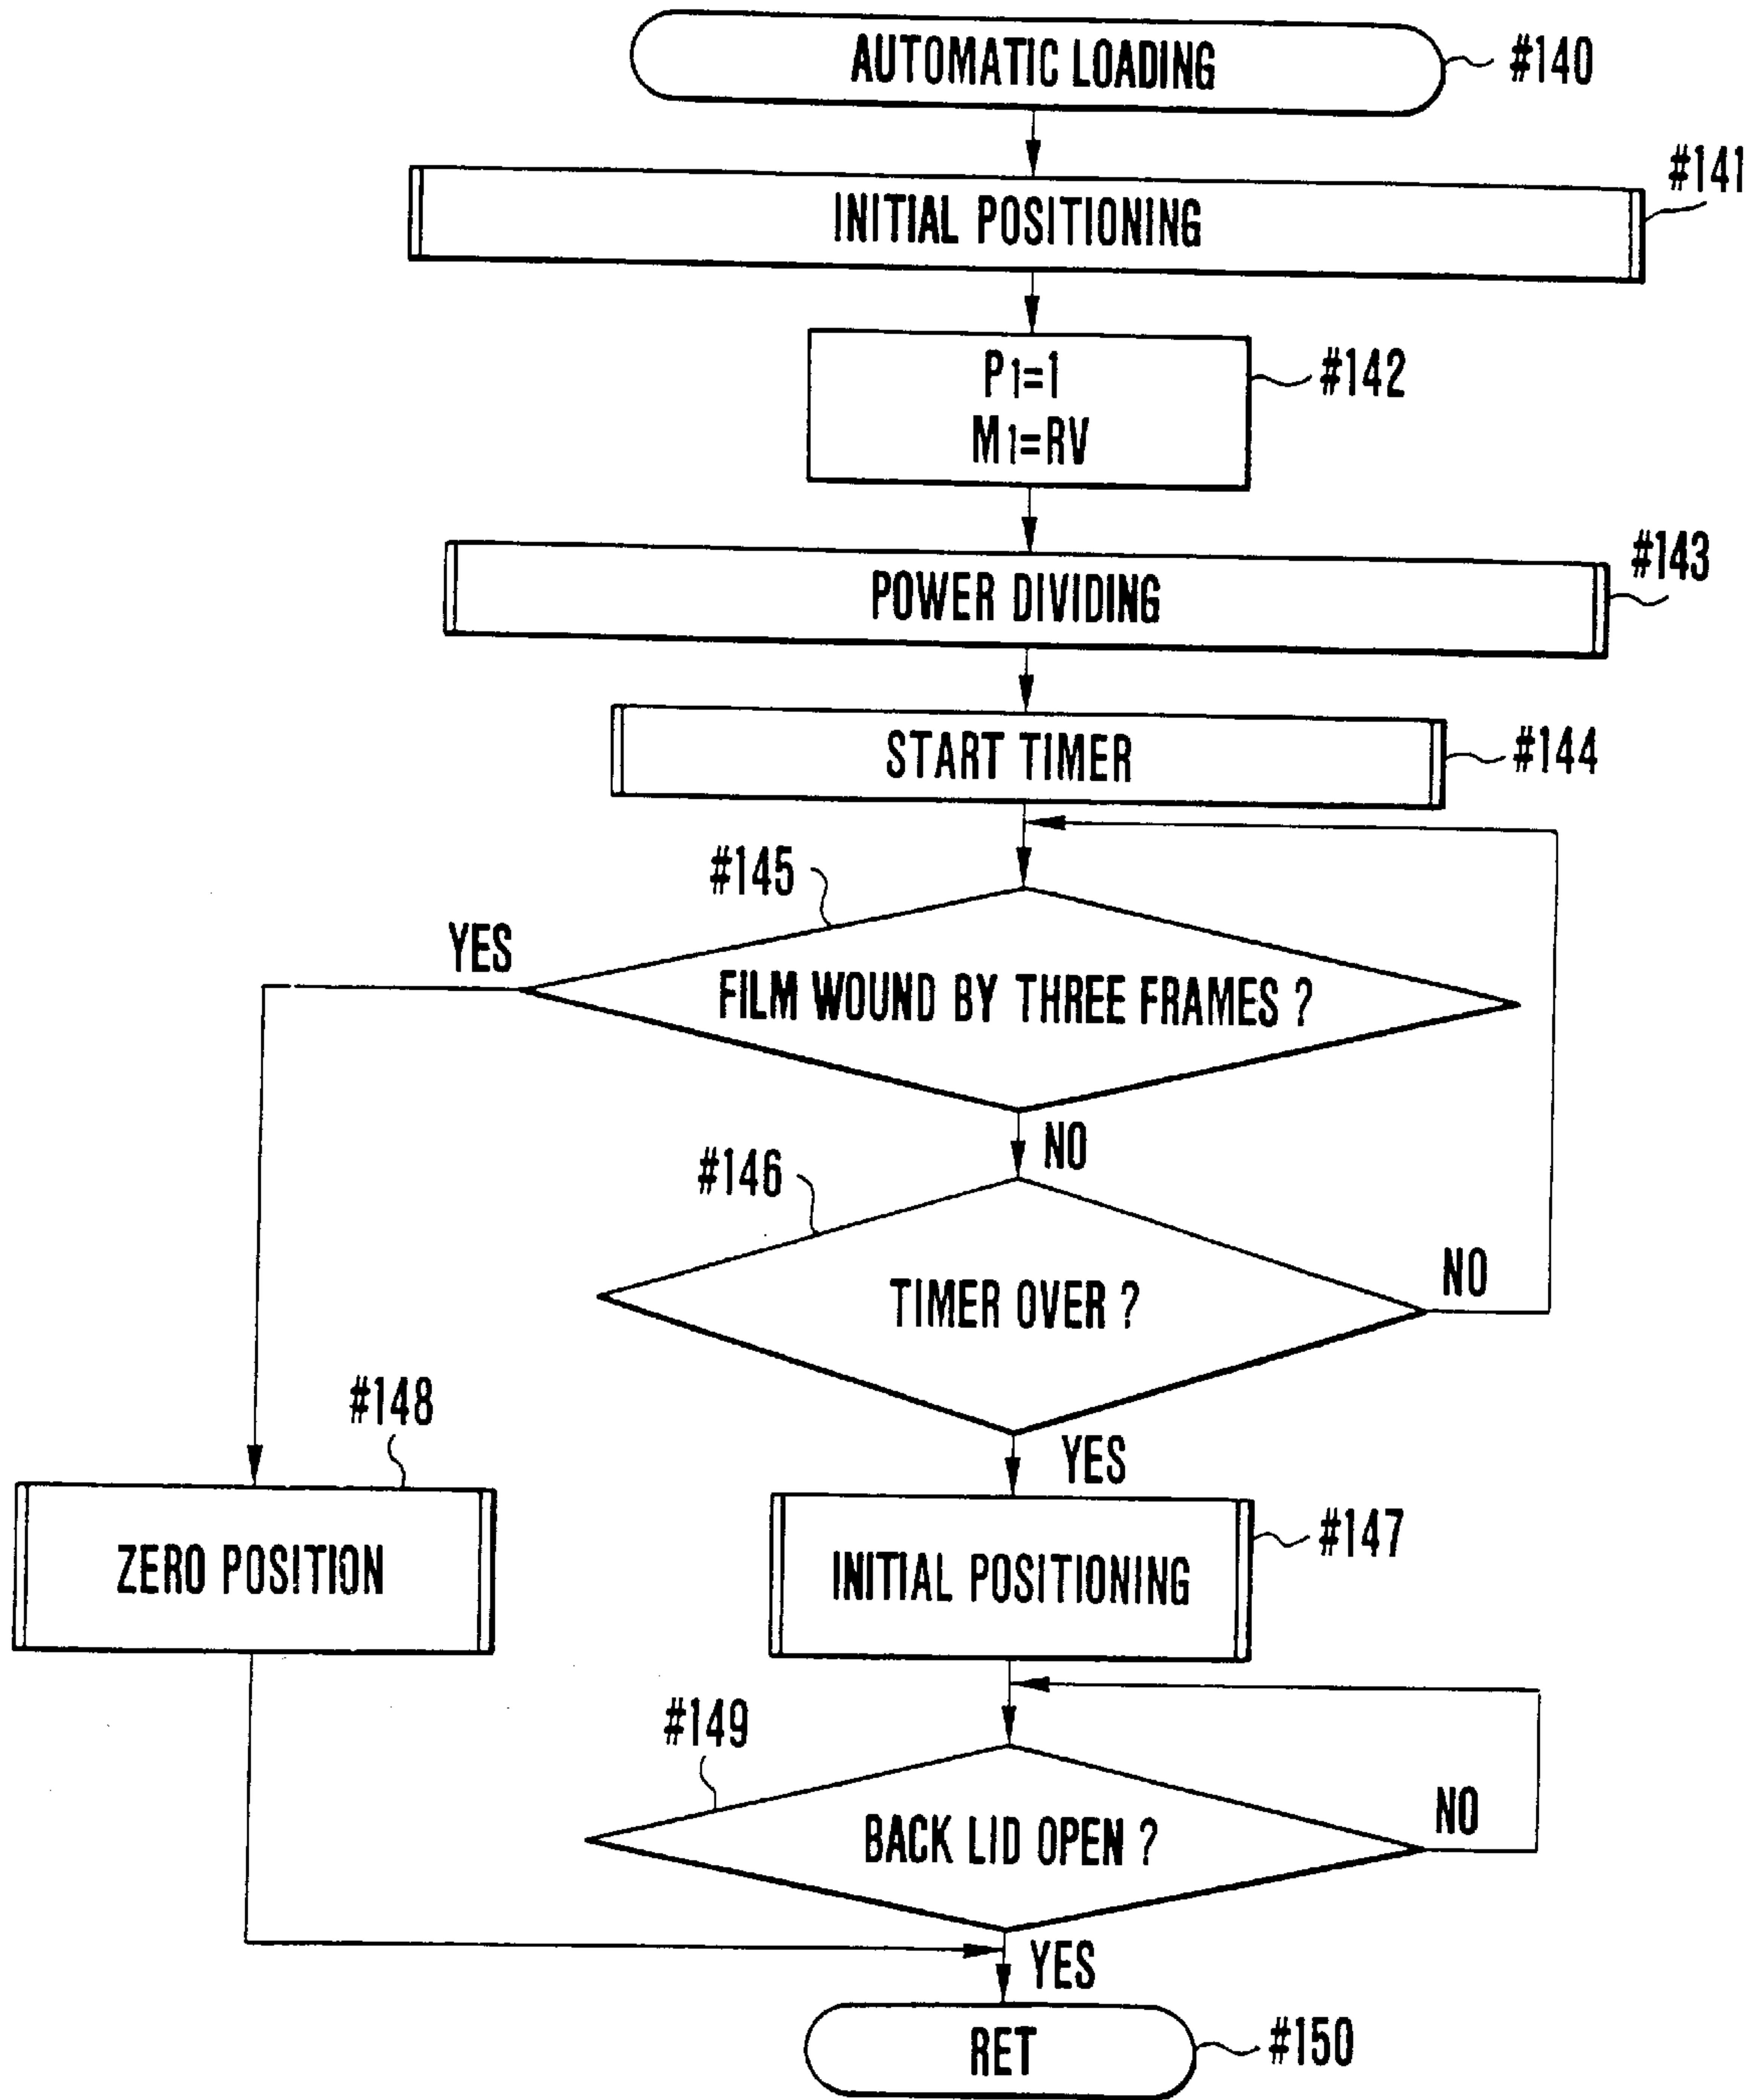 AUTOMATIC LOADING
#140
#141
INITIAL POSITIONING
P1=1
#142
M1=RV
#143
POWER DIVIDING
START TIMER
#144
#145
YES
FILM WOUND BY THREE FRAMES ?
NO
#146
NO
TIMER OVER ?
#148
YES
#147
ZERO POSITION
INITIAL POSITIONING
#149
NO
BACK LID OPEN ?
YES
RET
#150